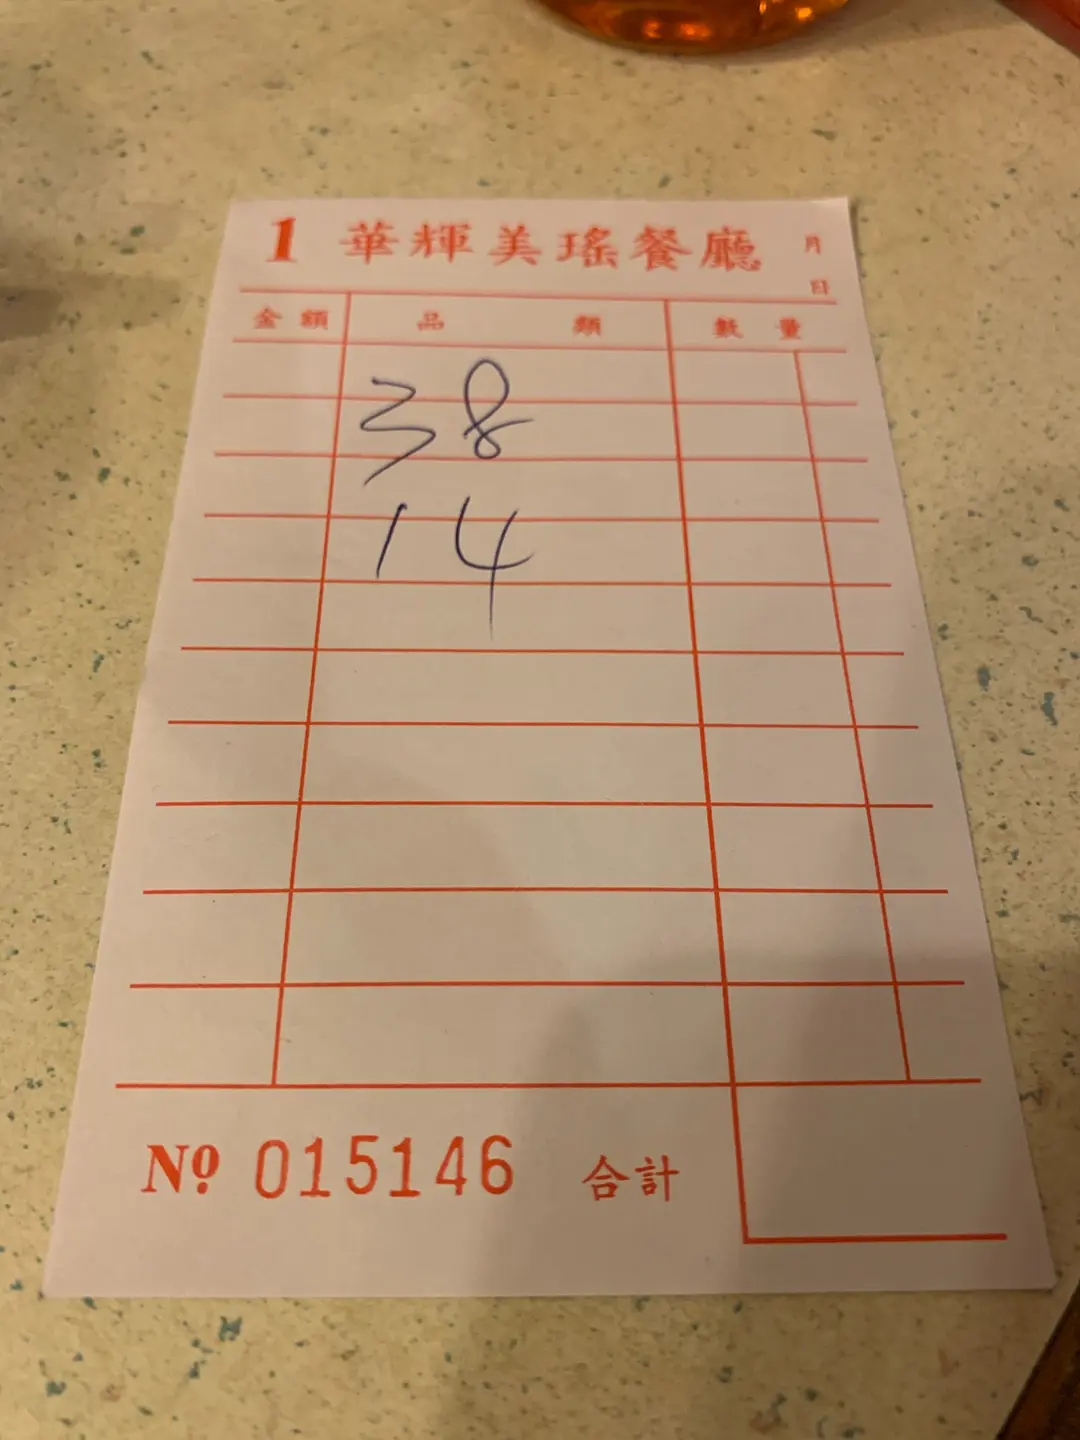 1 華輝美瑤餐廳 月
日
金額 品類 數量
38
14
Nº 015146 合計